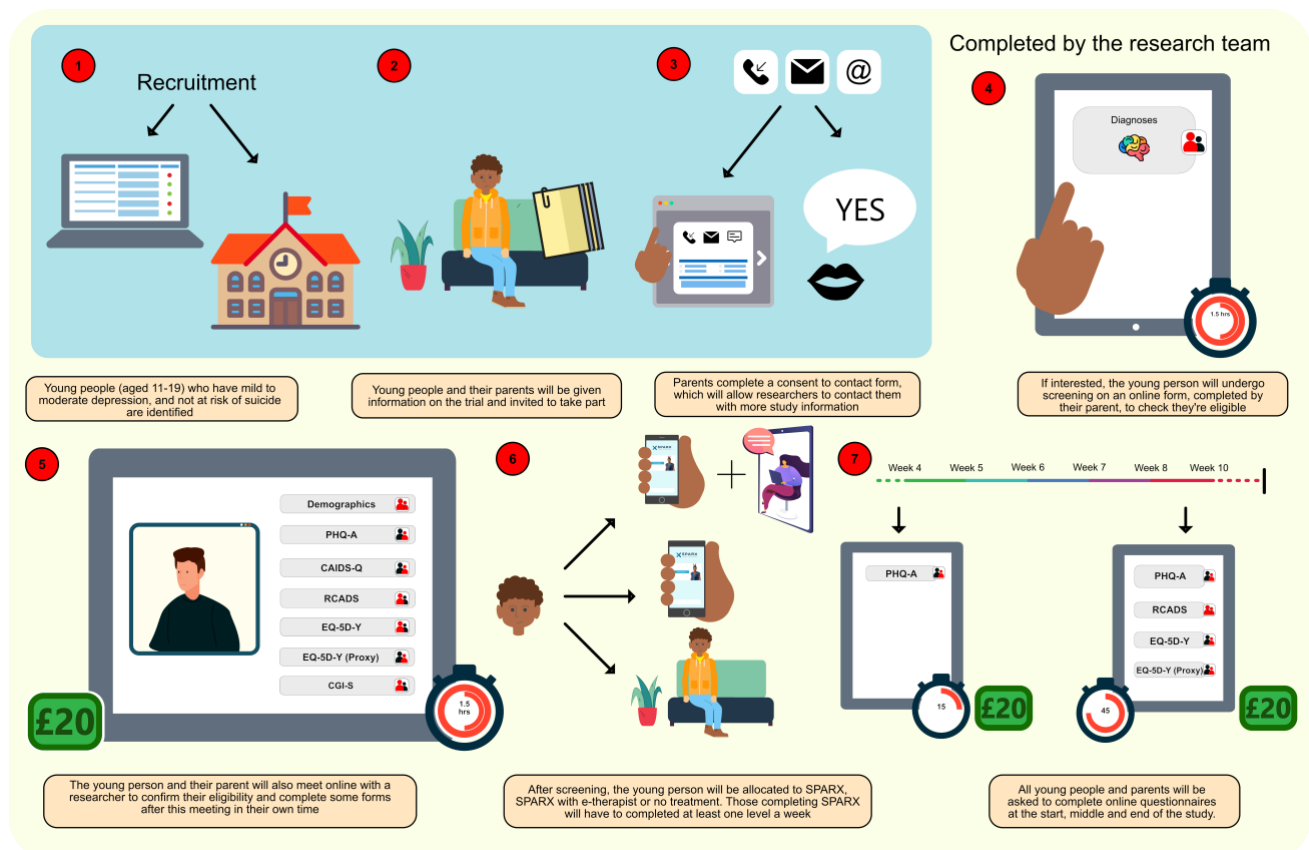 1
Recruitment
2
3
@
YES
Completed by the research team
4
Diagnoses
1.5 hrs
Young people (aged 11-19) who have mild to
moderate depression, and not at risk of suicide
are identified
Young people and their parents will be given
information on the trial and invited to take part
Parents complete a consent to contact form,
which will allow researchers to contact them
with more study information
If interested, the young person will undergo
screening on an online form, completed by
their parent, to check they're eligible
5
Demographics
PHQ-A
CAIDS-Q
RCADS
EQ-5D-Y
EQ-5D-Y (Proxy)
CGI-S
£20
1.5
hrs
The young person and their parent will also meet online with a
researcher to confirm their eligibility and complete some forms
after this meeting in their own time
6
SPARX
SPARX
After screening, the young person will be allocated to SPARX,
SPARX with e-therapist or no treatment. Those completing SPARX
will have to completed at least one level a week
7
Week 4 Week 5 Week 6 Week 7 Week 8 Week 10
PHQ-A
15
£20
PHQ-A
RCADS
EQ-5D-Y
EQ-5D-Y (Proxy)
45
£20
All young people and parents will be
asked to complete online questionnaires
at the start, middle and end of the study.